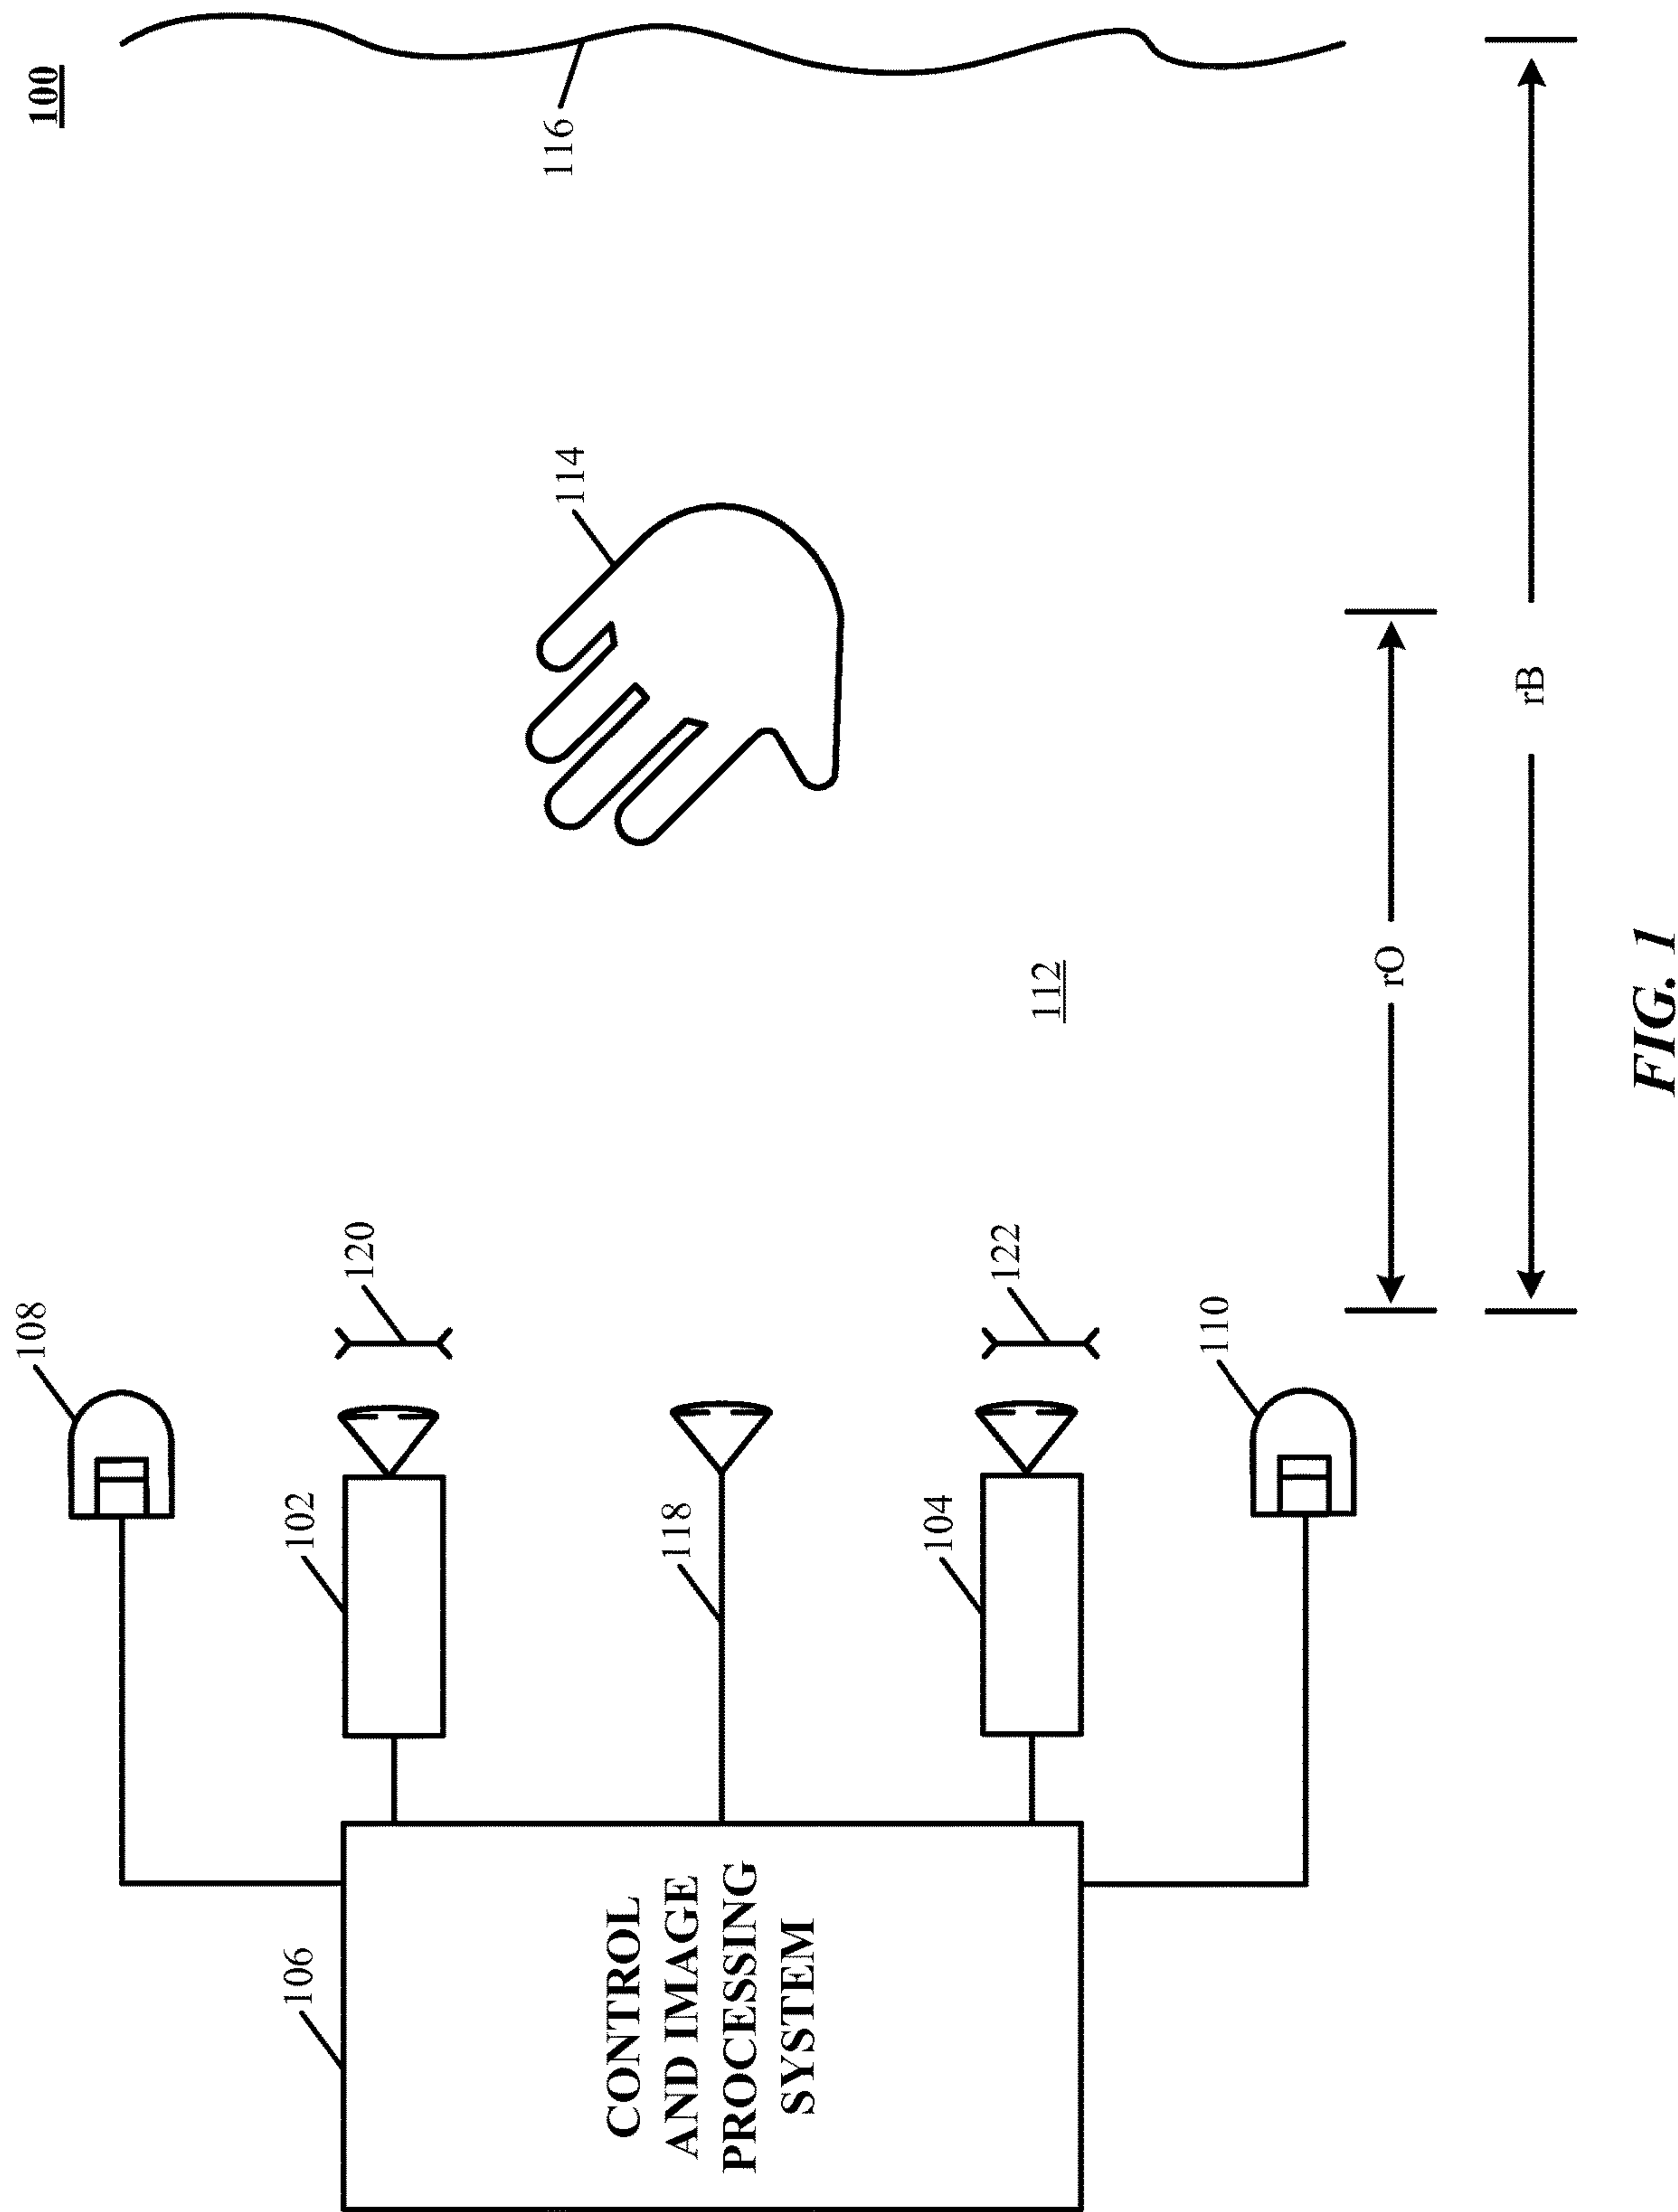 100
108
120
102
106
CONTROL
AND IMAGE
PROCESSING
SYSTEM
118
114
116
104
122
112
110
rO
rB
FIG. 1